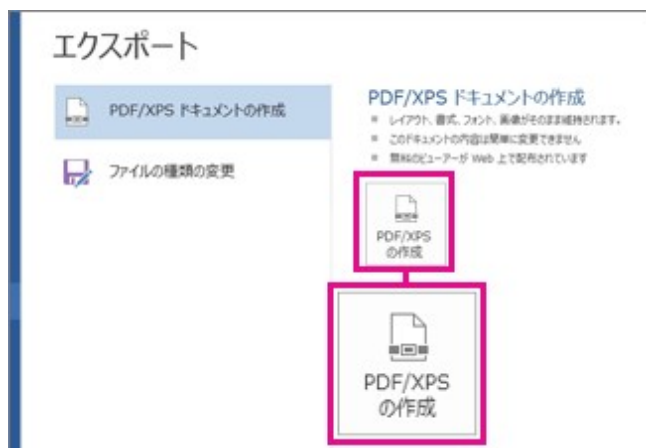 エクスポート
PDF/XPS ドキュメントの作成
ファイルの種類の変更
PDF/XPS ドキュメントの作成
レイアウト、書式、フォント、画像がそのまま維持されます。
このドキュメントの内容は簡単に変更できません
無料のビューアーが Web 上で配布されています
PDF/XPS
の作成
PDF/XPS
の作成